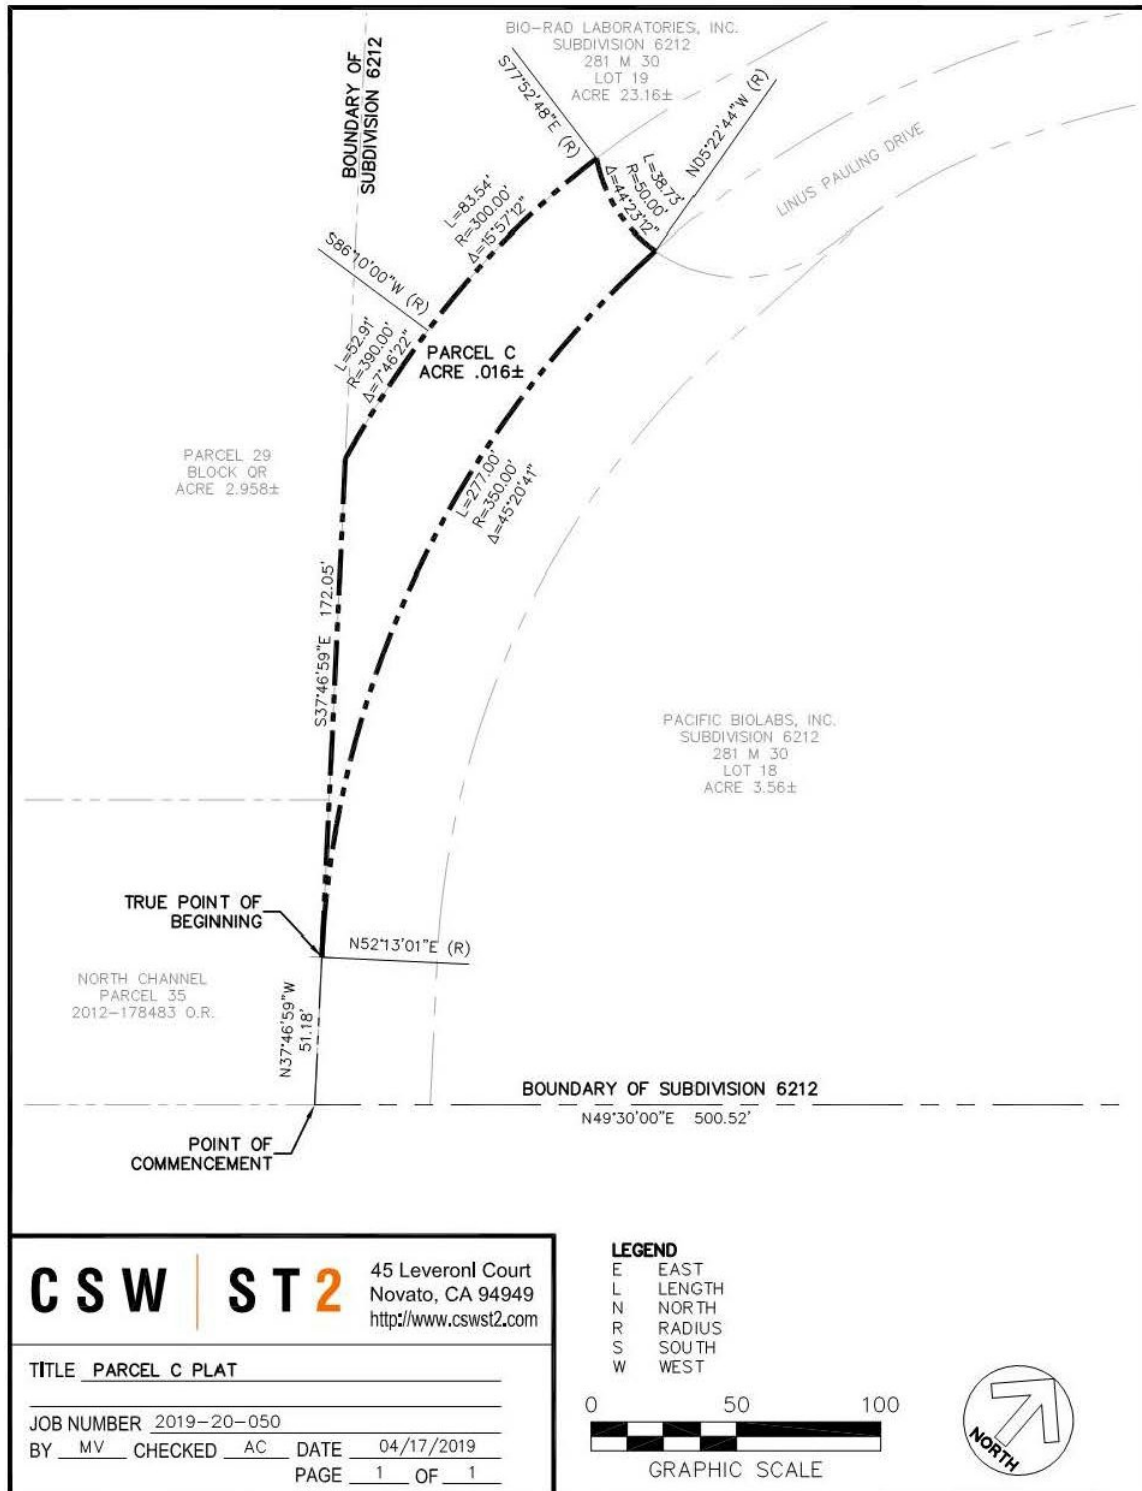 BIO-RAD LABORATORIES, INC.
SUBDIVISION 6212
281 M 30
LOT 19
ACRE 23.16±
BOUNDARY OF
SUBDIVISION 6212
S77°52'48"E (R)
N05°22'44"W (R)
L=38.73'
R=50.00'
Δ=44°23'12"
LINUS PAULING DRIVE
L=83.54'
R=300.00'
Δ=15°57'12"
S86°10'00"W (R)
L=52.91'
R=390.00'
Δ=7°46'22"
PARCEL C
ACRE .016±
PARCEL 29
BLOCK QR
ACRE 2.958±
L=277.00'
R=350.00'
Δ=45°20'41"
S37°46'59"E 172.05'
PACIFIC BIOLABS, INC.
SUBDIVISION 6212
281 M 30
LOT 18
ACRE 3.56±
TRUE POINT OF
BEGINNING
N52°13'01"E (R)
NORTH CHANNEL
PARCEL 35
2012-178483 O.R.
N37°46'59"W
51.18'
BOUNDARY OF SUBDIVISION 6212
N49°30'00"E 500.52'
POINT OF
COMMENCEMENT
CSW ST2
45 Leveroni Court
Novato, CA 94949
http://www.cswst2.com
TITLE PARCEL C PLAT
JOB NUMBER 2019-20-050
BY MV CHECKED AC DATE 04/17/2019
PAGE 1 OF 1
LEGEND
E EAST
L LENGTH
N NORTH
R RADIUS
S SOUTH
W WEST
0 50 100
GRAPHIC SCALE
NORTH